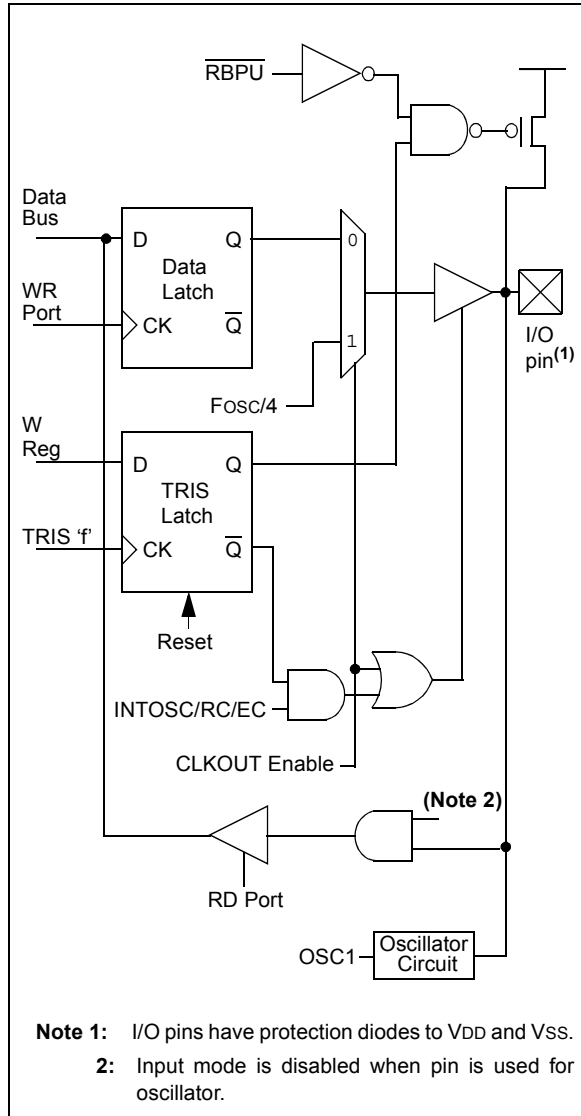 R̅B̅P̅U̅
Data
Bus
D
Q
0
Data
Latch
WR
Port
CK
Q̅
1
I/O
pin(1)
FOSC/4
W
Reg
D
Q
TRIS
Latch
TRIS ‘f’
CK
Q̅
Reset
INTOSC/RC/EC
CLKOUT Enable
(Note 2)
RD Port
OSC1
Oscillator
Circuit
Note 1: I/O pins have protection diodes to VDD and VSS.
2: Input mode is disabled when pin is used for
oscillator.